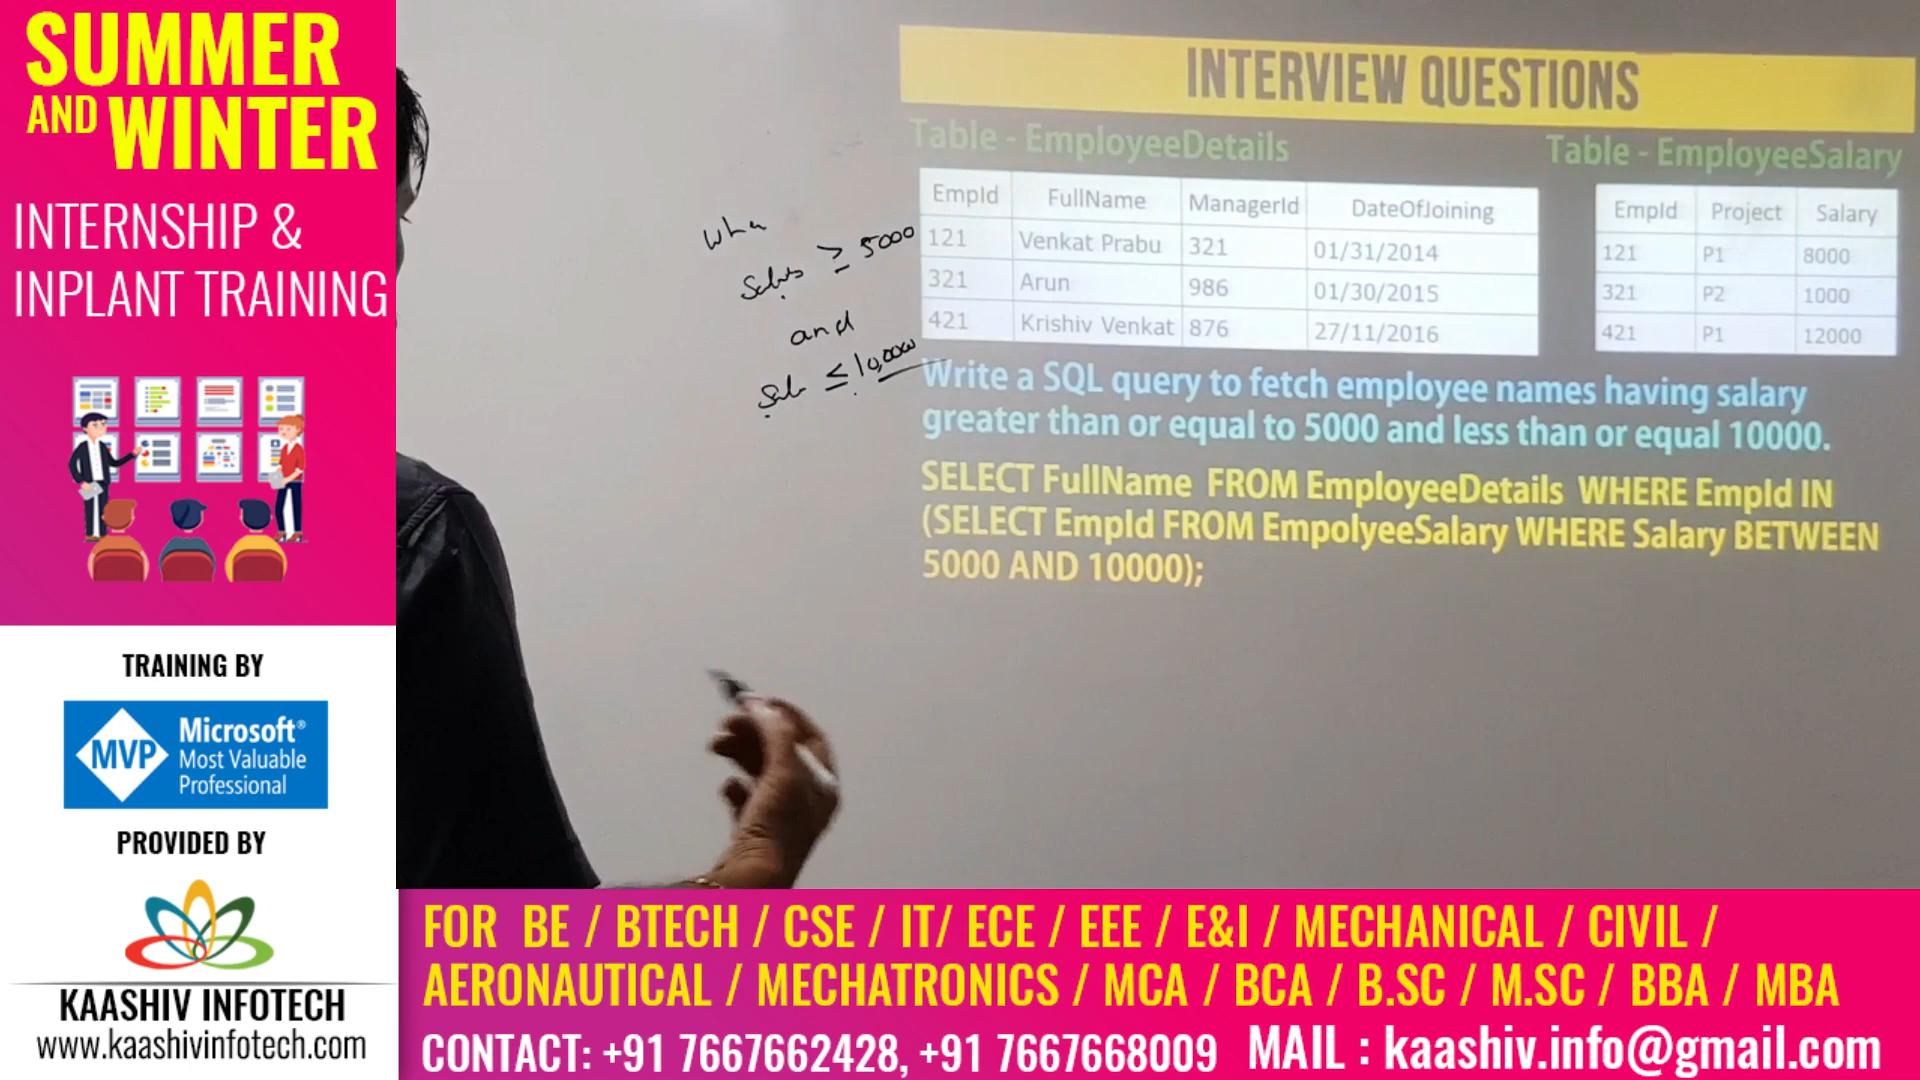 SUMMER
AND WINTER
INTERNSHIP &
INPLANT TRAINING
TRAINING BY
MVP
Microsoft®
Most Valuable
Professional
PROVIDED BY
KAASHIV INFOTECH
www.kaashivinfotech.com
≥ 5000
and
≤ 10,000
INTERVIEW QUESTIONS
Table - EmployeeDetails
EmpId FullName ManagerId DateOfJoining
121 Venkat Prabu 321 01/31/2014
321 Arun 986 01/30/2015
421 Krishiv Venkat 876 27/11/2016
Table - EmployeeSalary
EmpId Project Salary
121 P1 8000
321 P2 1000
421 P1 12000
Write a SQL query to fetch employee names having salary
greater than or equal to 5000 and less than or equal 10000.
SELECT FullName FROM EmployeeDetails WHERE EmpId IN
(SELECT EmpId FROM EmpolyeeSalary WHERE Salary BETWEEN
5000 AND 10000);
FOR BE / BTECH / CSE / IT/ ECE / EEE / E&I / MECHANICAL / CIVIL /
AERONAUTICAL / MECHATRONICS / MCA / BCA / B.SC / M.SC / BBA / MBA
CONTACT: +91 7667662428, +91 7667668009 MAIL : kaashiv.info@gmail.com